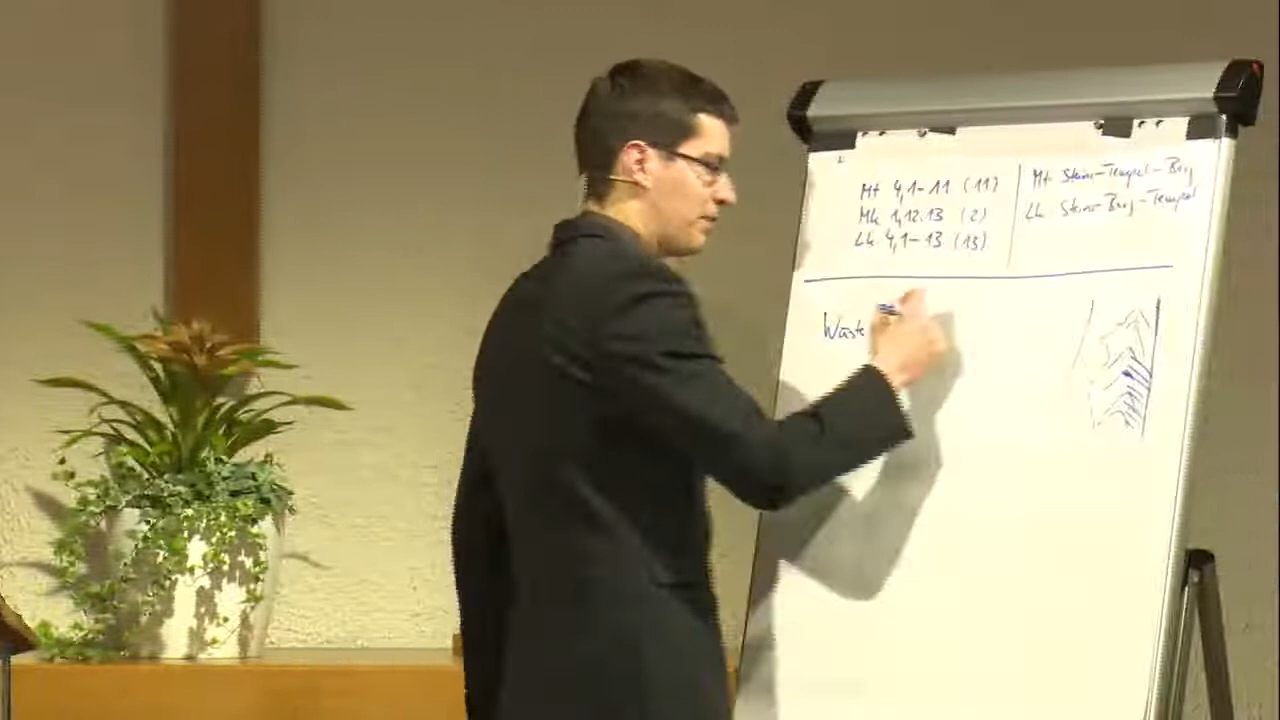 Mt 4,1-11 (11)
Mk 1,12.13 (2)
Lk 4,1-13 (13)
Mt Stein-Tempel-Berg
Lk Stein-Berg-Tempel
Wüste